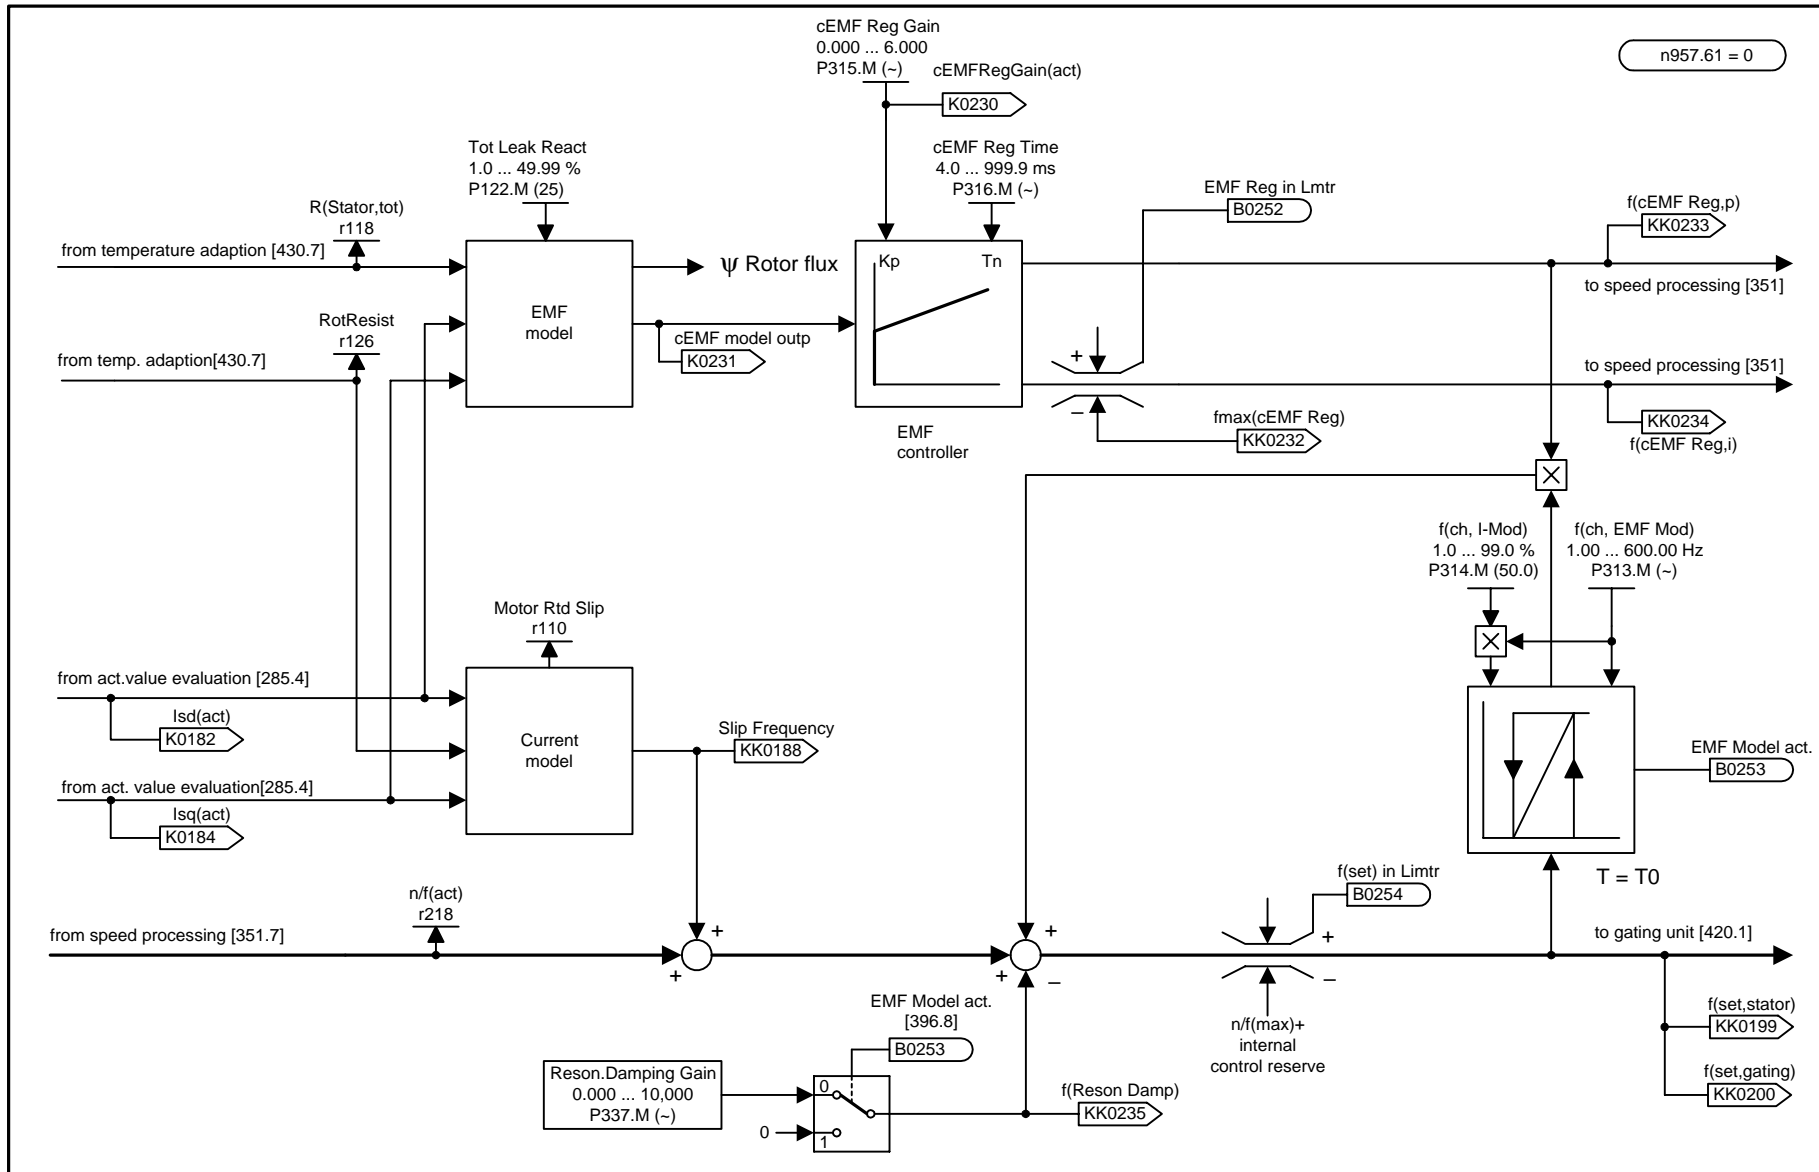 cEMF Reg Gain
0.000 ... 6.000
P315.M (~)
cEMFRegGain(act)
K0230
n957.61 = 0
Tot Leak React
1.0 ... 49.99 %
P122.M (25)
cEMF Reg Time
4.0 ... 999.9 ms
P316.M (~)
EMF Reg in Lmtr
B0252
f(cEMF Reg,p)
KK0233
R(Stator,tot)
r118
from temperature adaption [430.7]
ψ Rotor flux
Kp
Tn
to speed processing [351]
RotResist
r126
from temp. adaption[430.7]
EMF
model
cEMF model outp
K0231
+
–
to speed processing [351]
fmax(cEMF Reg)
KK0232
KK0234
f(cEMF Reg,i)
EMF
controller
f(ch, I-Mod)
1.0 ... 99.0 %
P314.M (50.0)
f(ch, EMF Mod)
1.00 ... 600.00 Hz
P313.M (~)
Motor Rtd Slip
r110
from act.value evaluation [285.4]
Isd(act)
K0182
Current
model
Slip Frequency
KK0188
EMF Model act.
B0253
from act. value evaluation[285.4]
Isq(act)
K0184
T = T0
f(set) in Limtr
B0254
n/f(act)
r218
from speed processing [351.7]
+
+
+
+
–
+
–
to gating unit [420.1]
EMF Model act.
[396.8]
B0253
n/f(max)+
internal
control reserve
f(set,stator)
KK0199
Reson.Damping Gain
0.000 ... 10,000
P337.M (~)
0
0
1
f(Reson Damp)
KK0235
f(set,gating)
KK0200